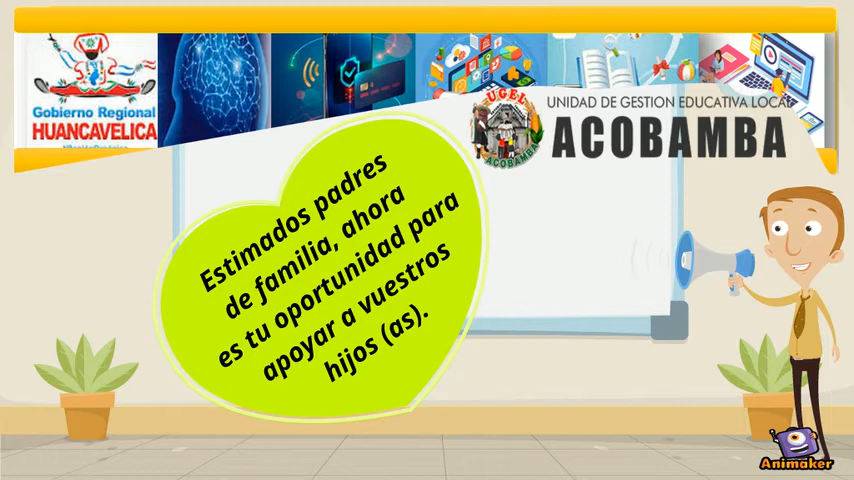 Gobierno Regional
HUANCAVELICA
UGEL
ACOBAMBA
UNIDAD DE GESTION EDUCATIVA LOCAL
ACOBAMBA
Estimados padres
de familia, ahora
es tu oportunidad para
apoyar a vuestros
hijos (as).
Animaker